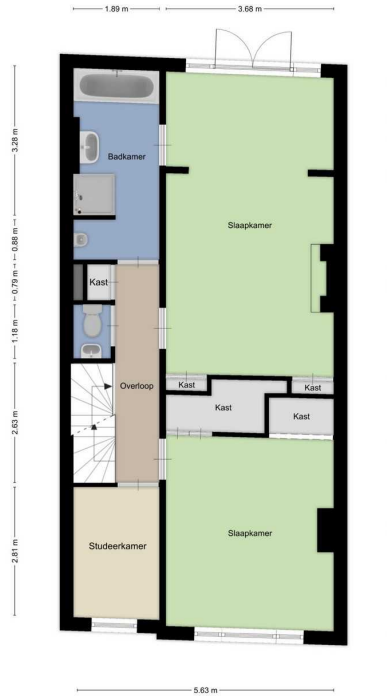 1.89 m
3.68 m
3.28 m
Badkamer
Slaapkamer
0.88 m
0.79 m
Kast
1.18 m
Overloop
Kast
Kast
Kast
Kast
2.63 m
Slaapkamer
Studeerkamer
2.81 m
5.63 m